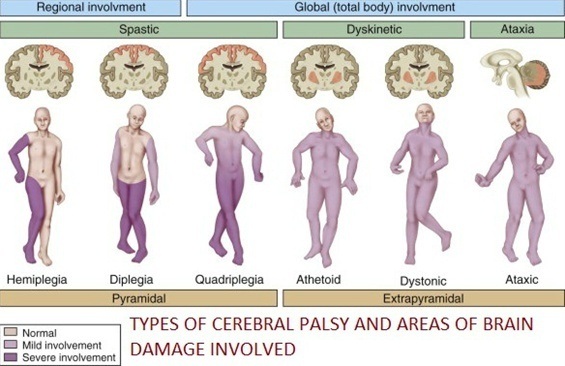 Regional involvment
Global (total body) involvment
Spastic
Dyskinetic
Ataxia
Hemiplegia
Diplegia
Quadriplegia
Athetoid
Dystonic
Ataxic
Pyramidal
Extrapyramidal
Normal
Mild involvement
Severe involvement
TYPES OF CEREBRAL PALSY AND AREAS OF BRAIN
DAMAGE INVOLVED